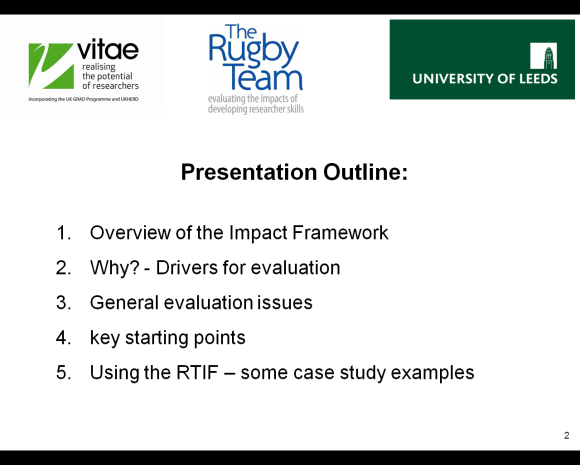 vitae
realising
the potential
of researchers
Incorporating the UK GRAD Programme and UKHERD
The
Rugby
Team
evaluating the impacts of
developing researcher skills
UNIVERSITY OF LEEDS
Presentation Outline:
1. Overview of the Impact Framework
2. Why? - Drivers for evaluation
3. General evaluation issues
4. key starting points
5. Using the RTIF – some case study examples
2